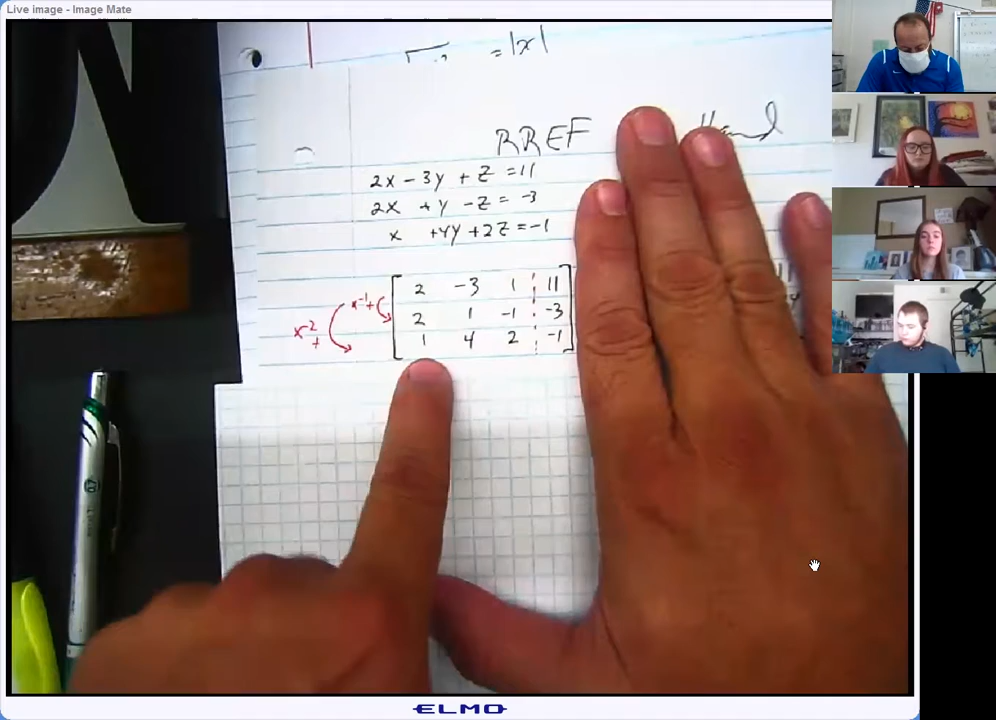 Live image - Image Mate
= |x|
RREF
2x - 3y + z = 11
2x + y - z = -3
x + 4y + 2z = -1
2 -3 1 11
x-1+
2 1 -1 -3
x2
+
1 4 2 -1
ELMO